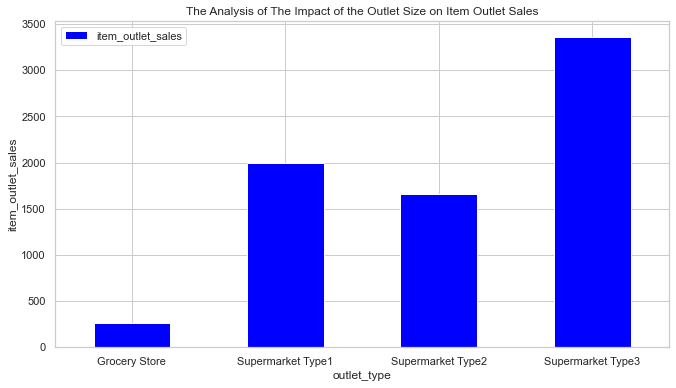 The Analysis of The Impact of the Outlet Size on Item Outlet Sales
item_outlet_sales
3500
3000
2500
2000
1500
1000
500
0
item_outlet_sales
Grocery Store Supermarket Type1 Supermarket Type2 Supermarket Type3
outlet_type